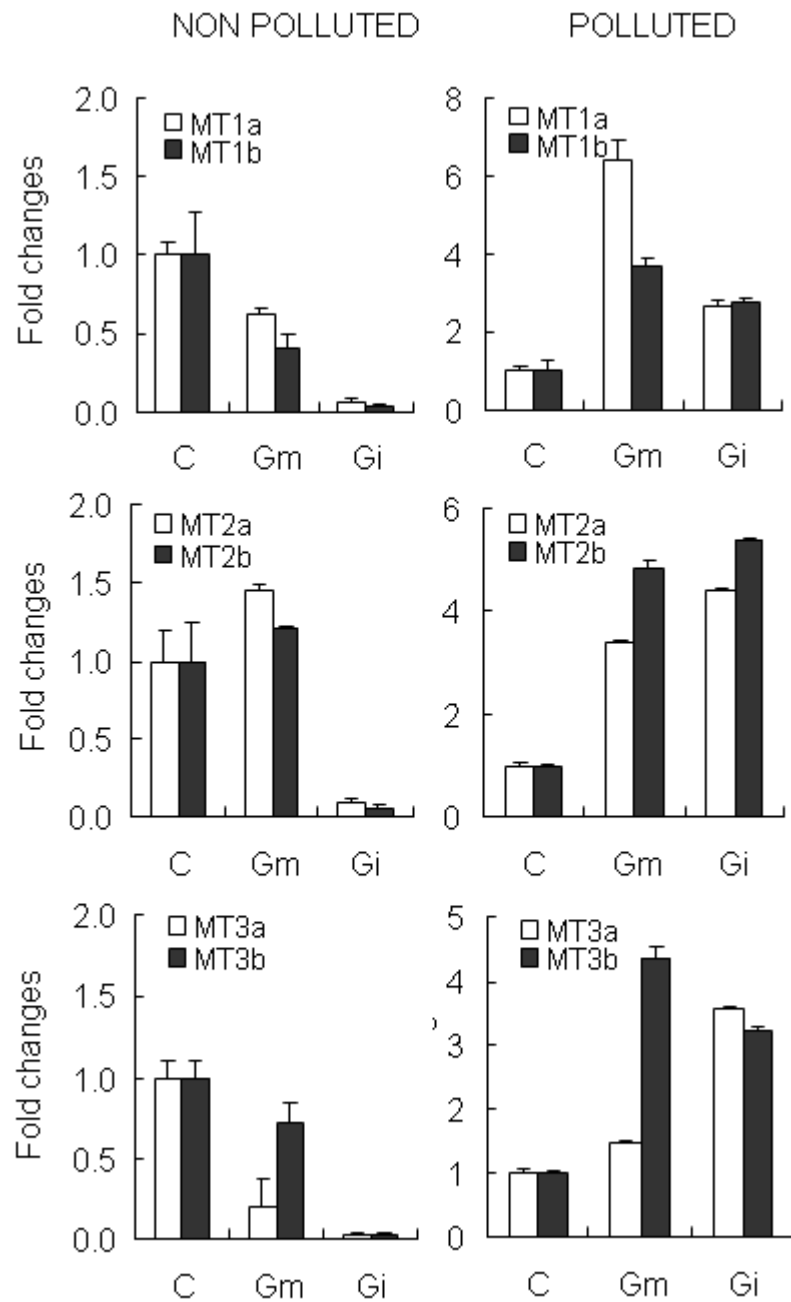 NON POLLUTED
POLLUTED
Fold changes
2.0
1.5
1.0
0.5
0.0
MT1a
MT1b
C Gm Gi
8
6
4
2
0
MT1a
MT1b
C Gm Gi
Fold changes
2.0
1.5
1.0
0.5
0.0
MT2a
MT2b
C Gm Gi
6
4
2
0
MT2a
MT2b
C Gm Gi
Fold changes
2.0
1.5
1.0
0.5
0.0
MT3a
MT3b
C Gm Gi
5
4
3
2
1
0
MT3a
MT3b
C Gm Gi